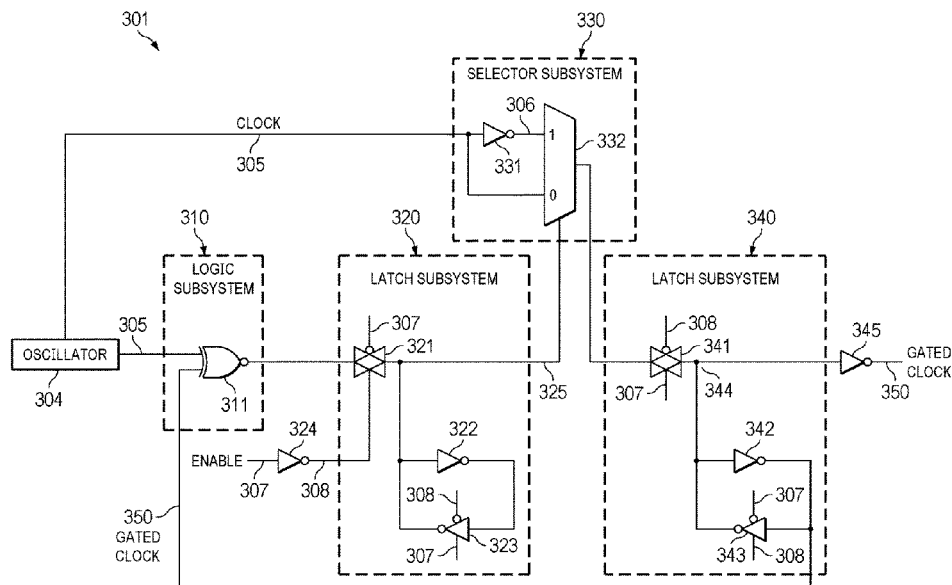 301
330
SELECTOR SUBSYSTEM
306
CLOCK
305
1
331
332
0
310
LOGIC
SUBSYSTEM
320
LATCH SUBSYSTEM
340
LATCH SUBSYSTEM
307
321
308
341
345
GATED
CLOCK
350
305
OSCILLATOR
304
311
325
307
344
324
322
342
ENABLE
307
308
308
307
350
GATED
CLOCK
307
323
343
308